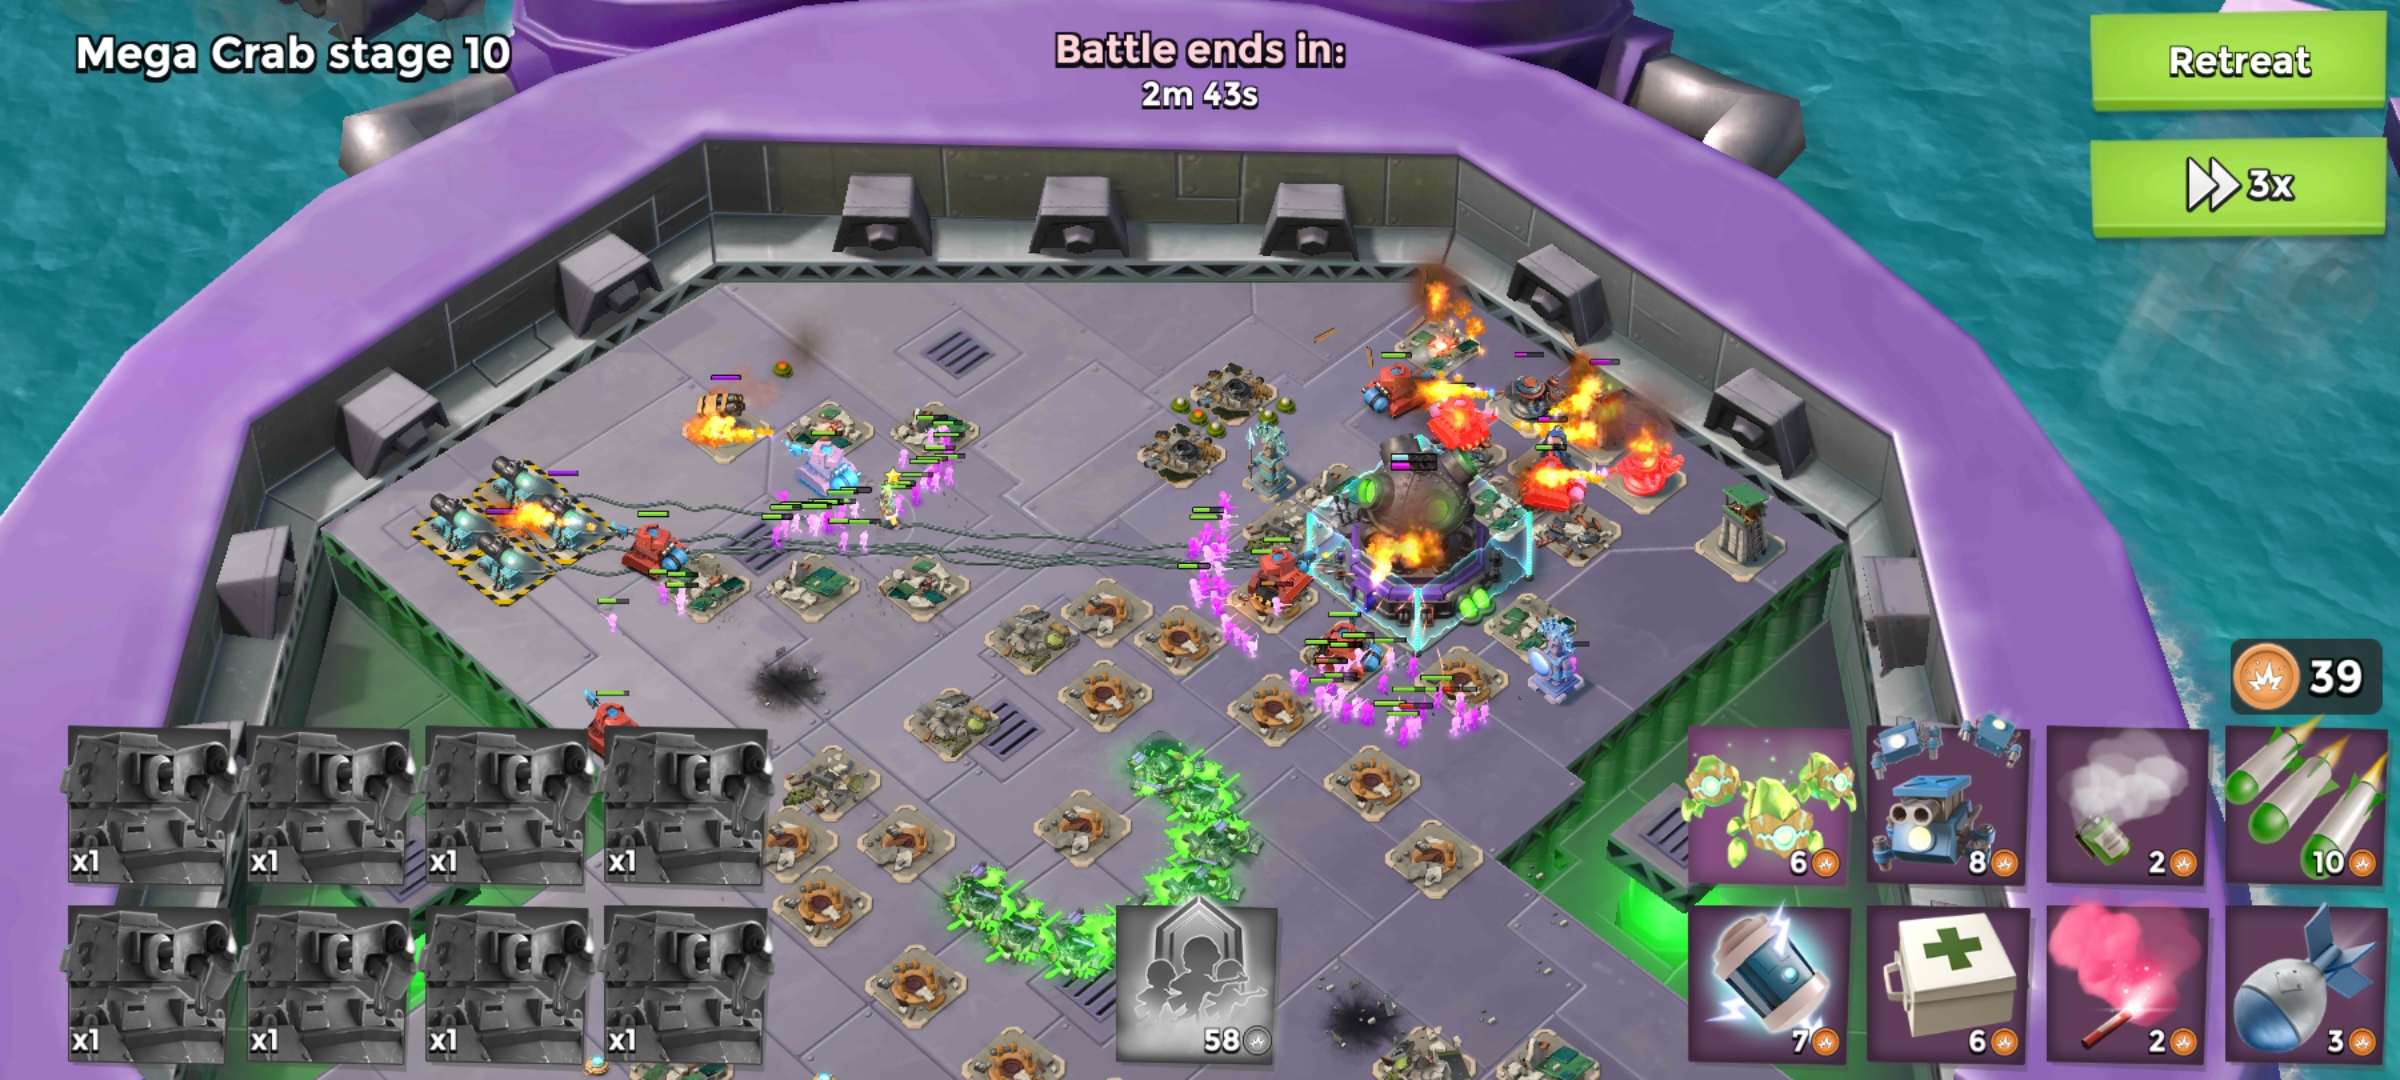 Mega Crab stage 10
Battle ends in:
2m 43s
Retreat
3x
39
x1
x1
x1
x1
6
8
2
10
x1
x1
x1
x1
58
7
6
2
3